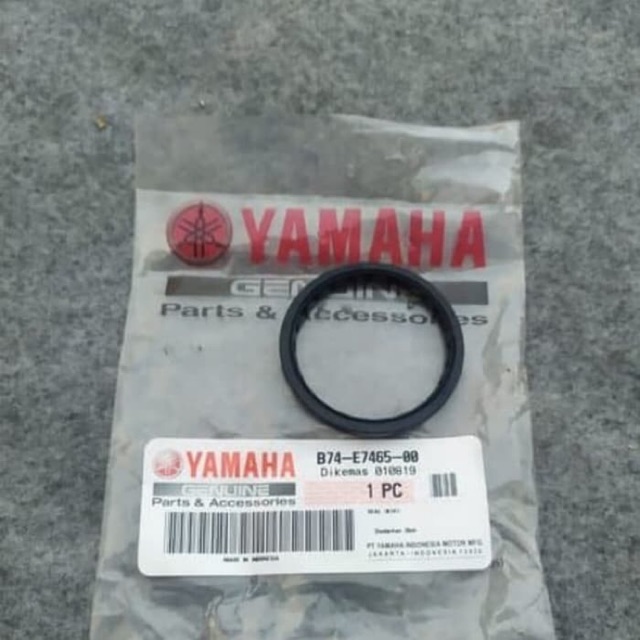 YAMAHA
GENUINE
Parts & Accessories
YAMAHA
GENUINE
Parts & Accessories
B74-E7465-00
Dikemas 010819
1 PC
PT YAMAHA INDONESIA MOTOR MFG.
MADE IN INDONESIA